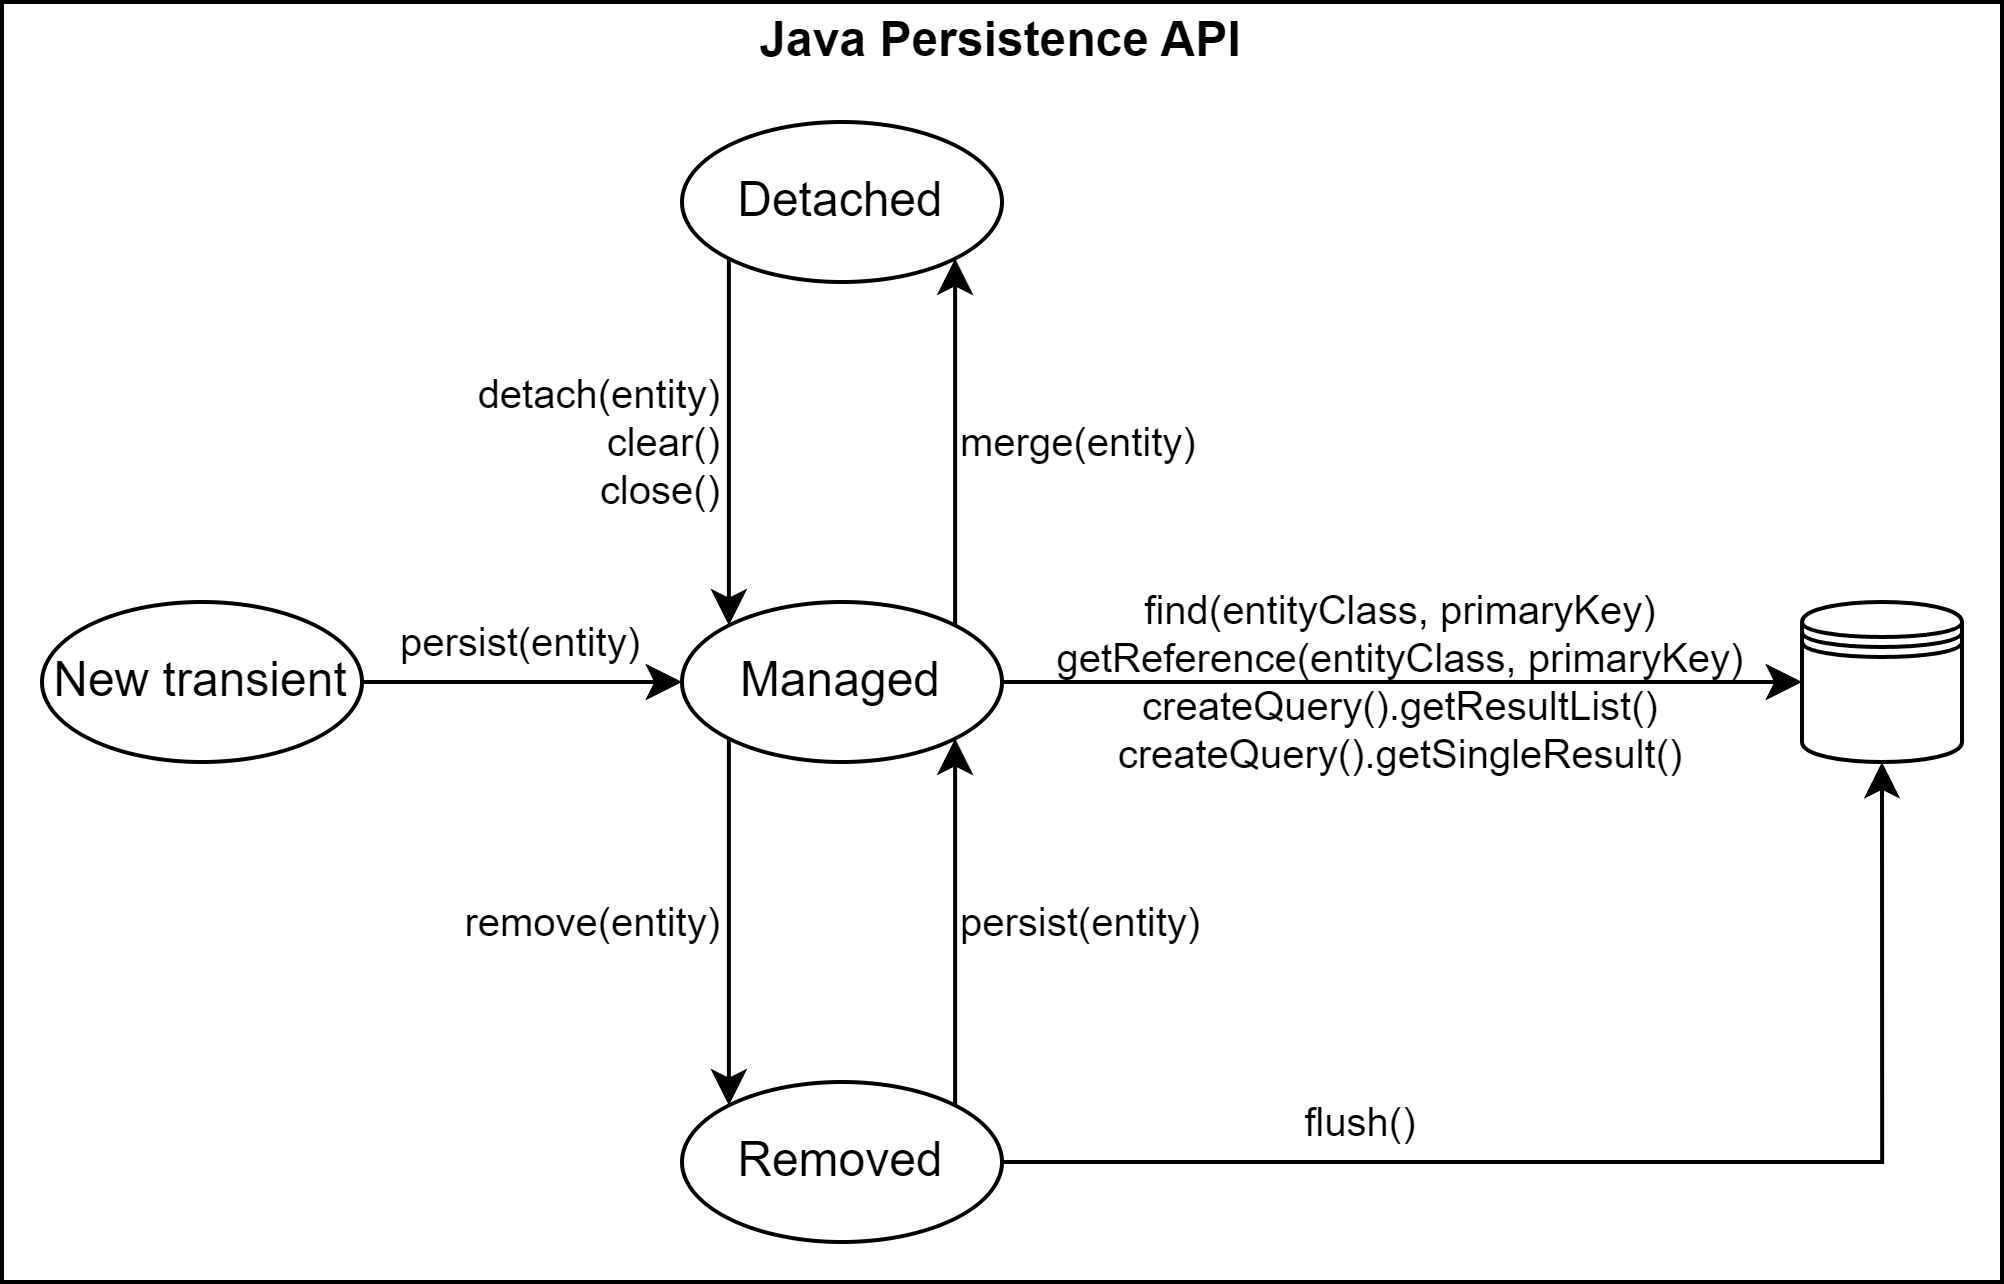 Java Persistence API
Detached
detach(entity)
clear()
close()
merge(entity)
New transient
persist(entity)
Managed
find(entityClass, primaryKey)
getReference(entityClass, primaryKey)
createQuery().getResultList()
createQuery().getSingleResult()
remove(entity)
persist(entity)
Removed
flush()